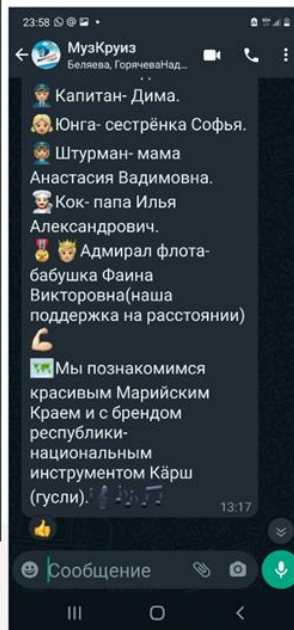 23:58
МузКруиз
Беляева, ГорячеваНад...
Капитан- Дима.
Юнга- сестрёнка Софья.
Штурман- мама
Анастасия Вадимовна.
Кок- папа Илья
Александрович.
Адмирал флота-
бабушка Фаина
Викторовна(наша
поддержка на расстоянии)
Мы познакомимся
красивым Марийским
Краем и с брендом
республики-
национальным
инструментом Кӓрш
(гусли).
13:17
Сообщение